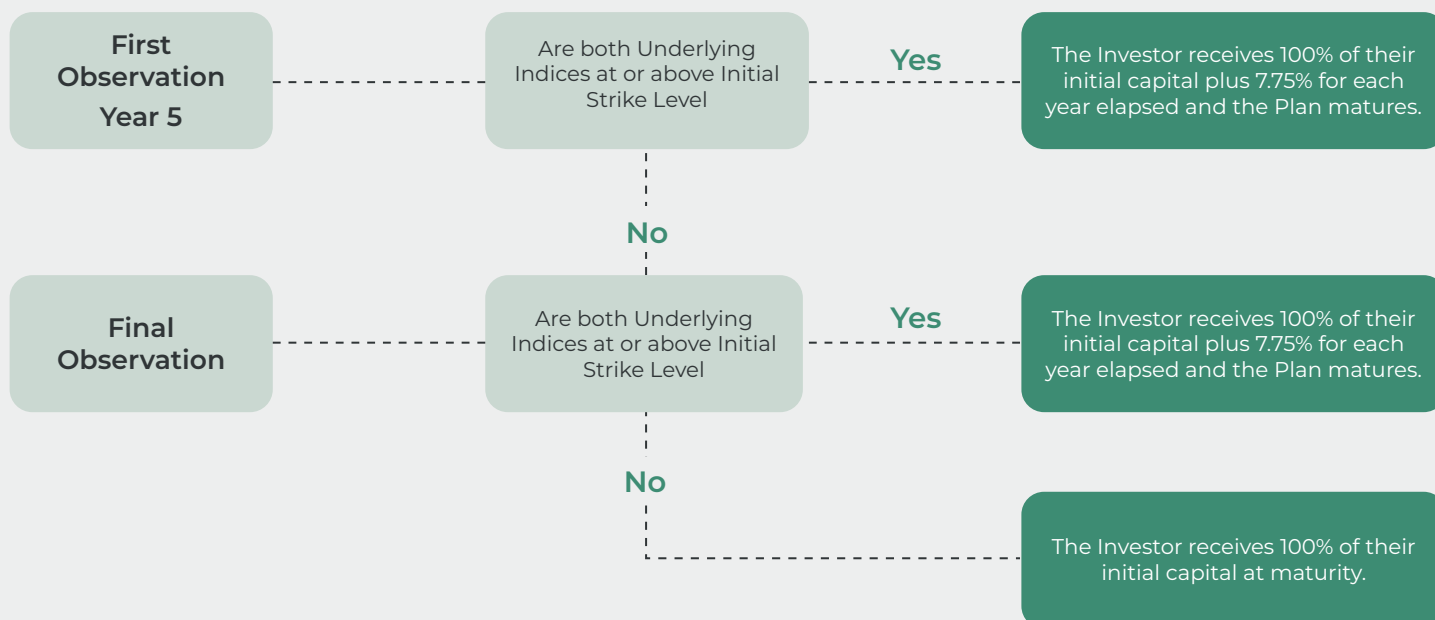 First
Observation
Year 5
Are both Underlying
Indices at or above Initial
Strike Level
Yes
The Investor receives 100% of their
initial capital plus 7.75% for each
year elapsed and the Plan matures.
No
Final
Observation
Are both Underlying
Indices at or above Initial
Strike Level
Yes
The Investor receives 100% of their
initial capital plus 7.75% for each
year elapsed and the Plan matures.
No
The Investor receives 100% of their
initial capital at maturity.